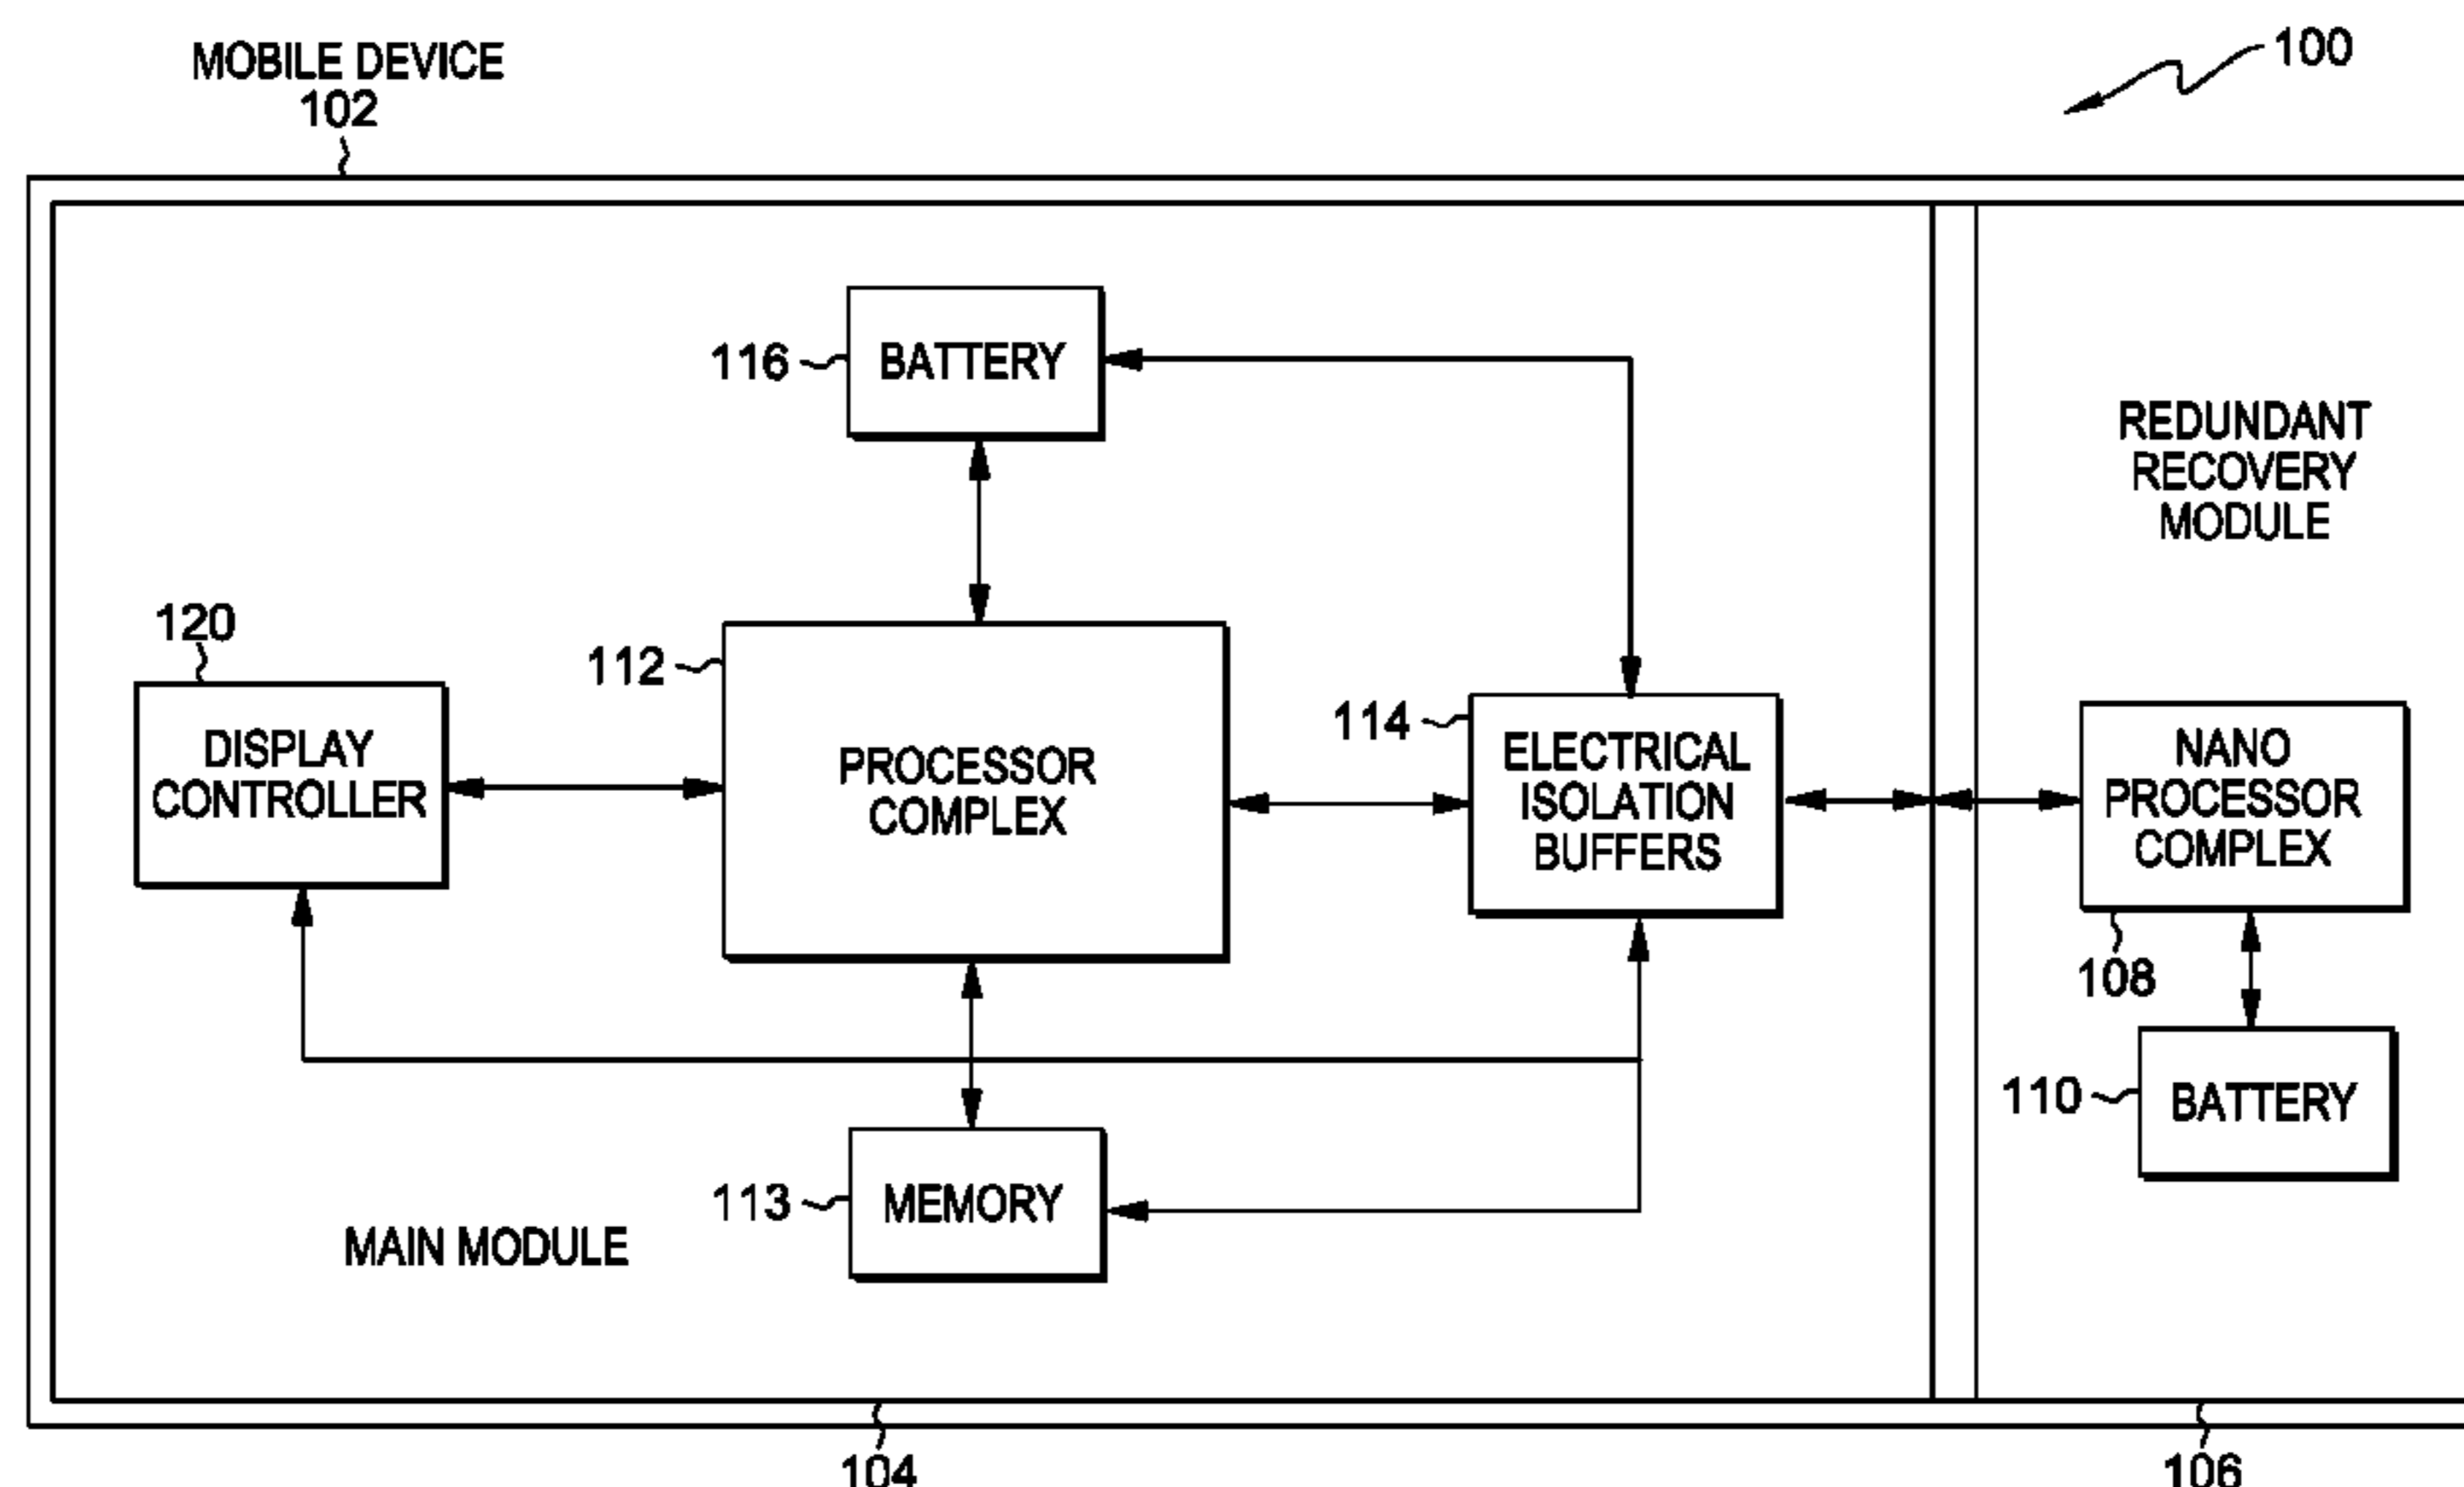 MOBILE DEVICE
102
100
116
BATTERY
REDUNDANT
RECOVERY
MODULE
120
112
114
DISPLAY
CONTROLLER
PROCESSOR
COMPLEX
ELECTRICAL
ISOLATION
BUFFERS
NANO
PROCESSOR
COMPLEX
108
110
BATTERY
113
MEMORY
MAIN MODULE
104
106